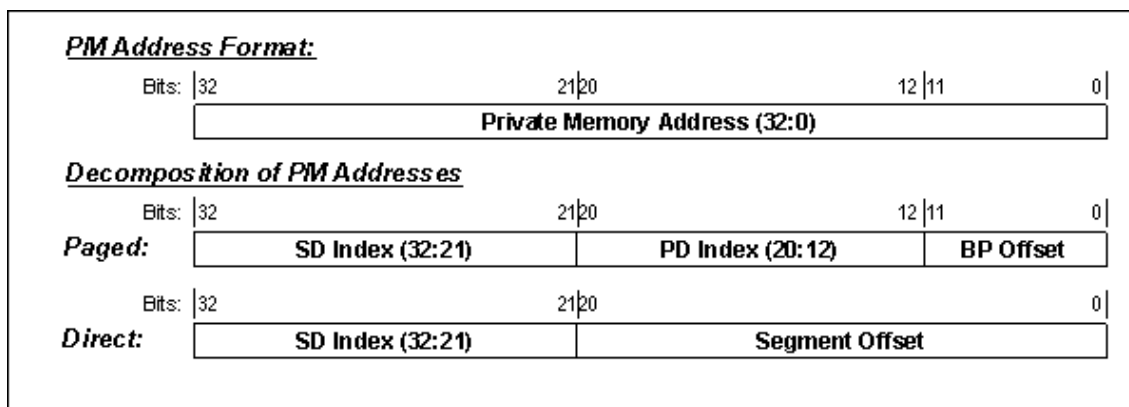 PM Address Format:
Bits: 32 21 20 12 11 0
Private Memory Address (32:0)
Decomposition of PM Addresses
Bits: 32 21 20 12 11 0
Paged: SD Index (32:21) PD Index (20:12) BP Offset
Bits: 32 21 20 0
Direct: SD Index (32:21) Segment Offset